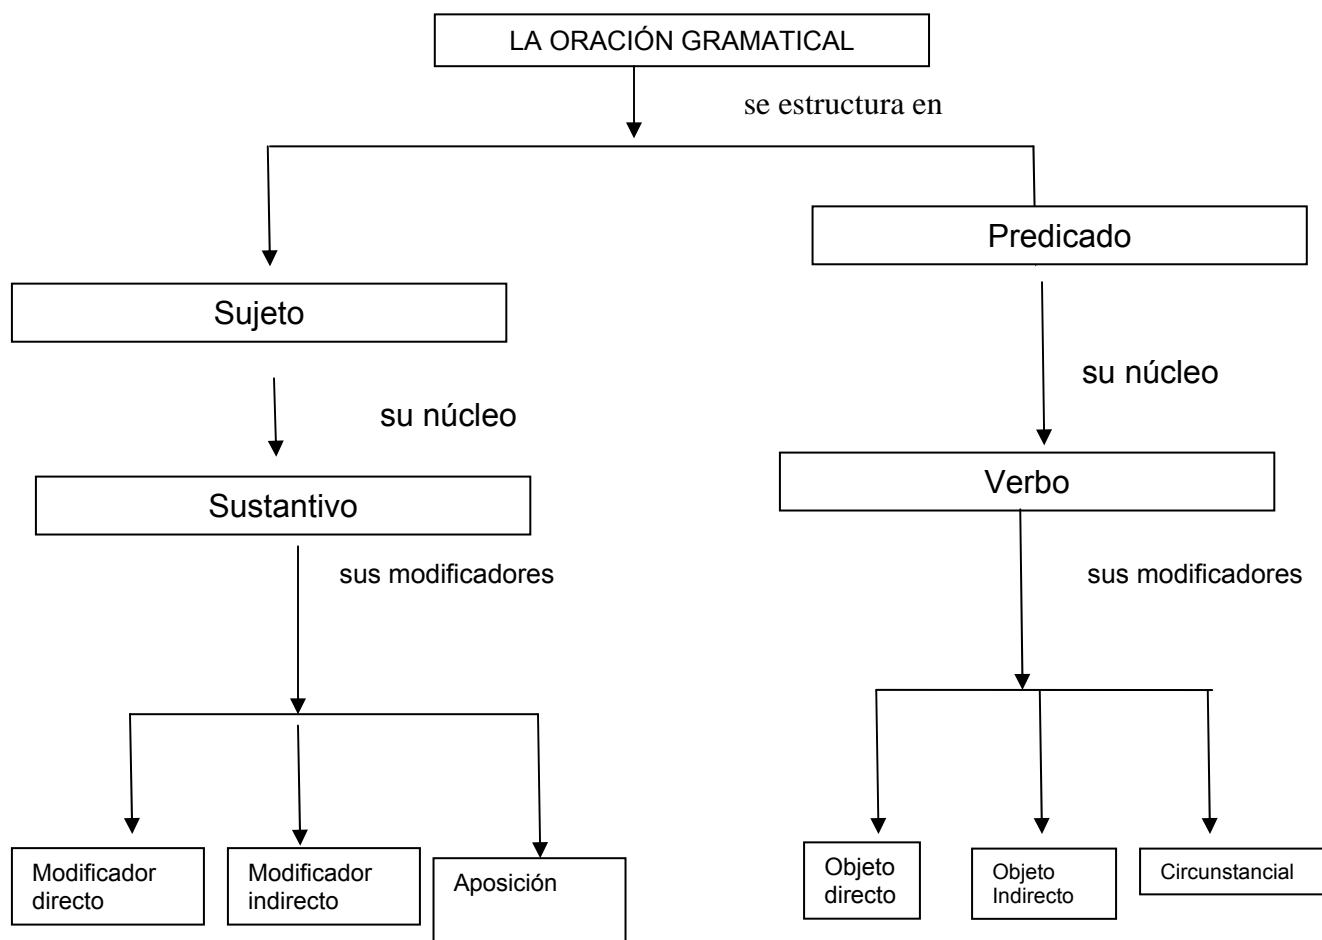 LA ORACIÓN GRAMATICAL
se estructura en
Predicado
Sujeto
su núcleo
su núcleo
Verbo
Sustantivo
sus modificadores
sus modificadores
Modificador
directo
Modificador
indirecto
Aposición
Objeto
directo
Objeto
Indirecto
Circunstancial